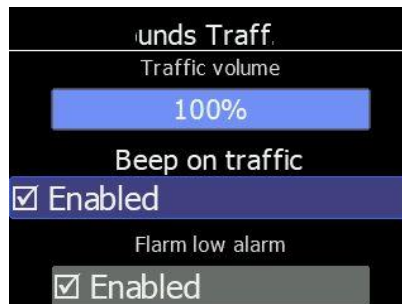 unds Traff
Traffic volume
100%
Beep on traffic
Enabled
Flarm low alarm
Enabled